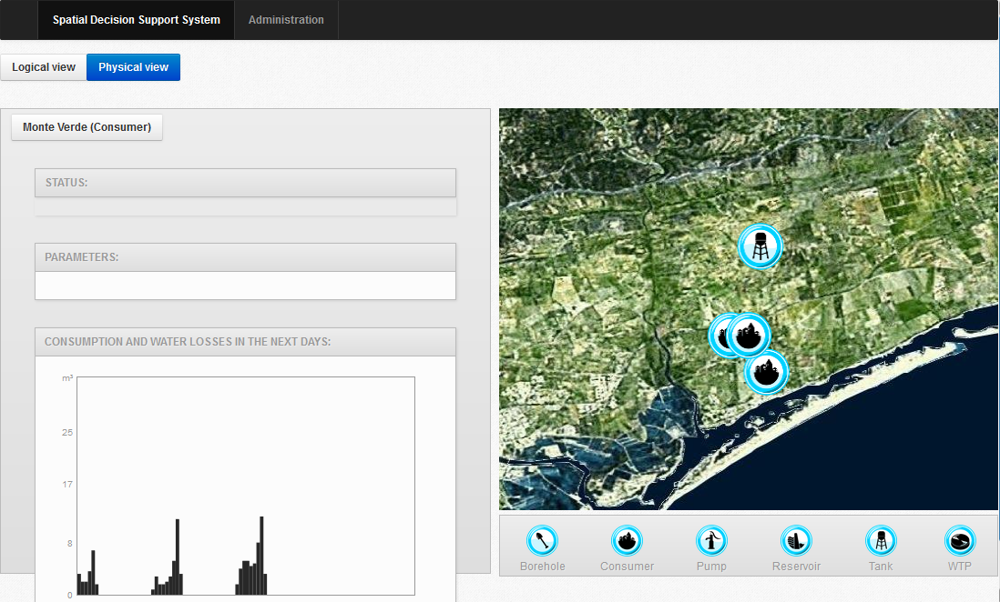 Spatial Decision Support System Administration
Logical view Physical view
Monte Verde (Consumer)
STATUS:
PARAMETERS:
CONSUMPTION AND WATER LOSSES IN THE NEXT DAYS:
m³
25
17
8
0
Borehole Consumer Pump Reservoir Tank WTP